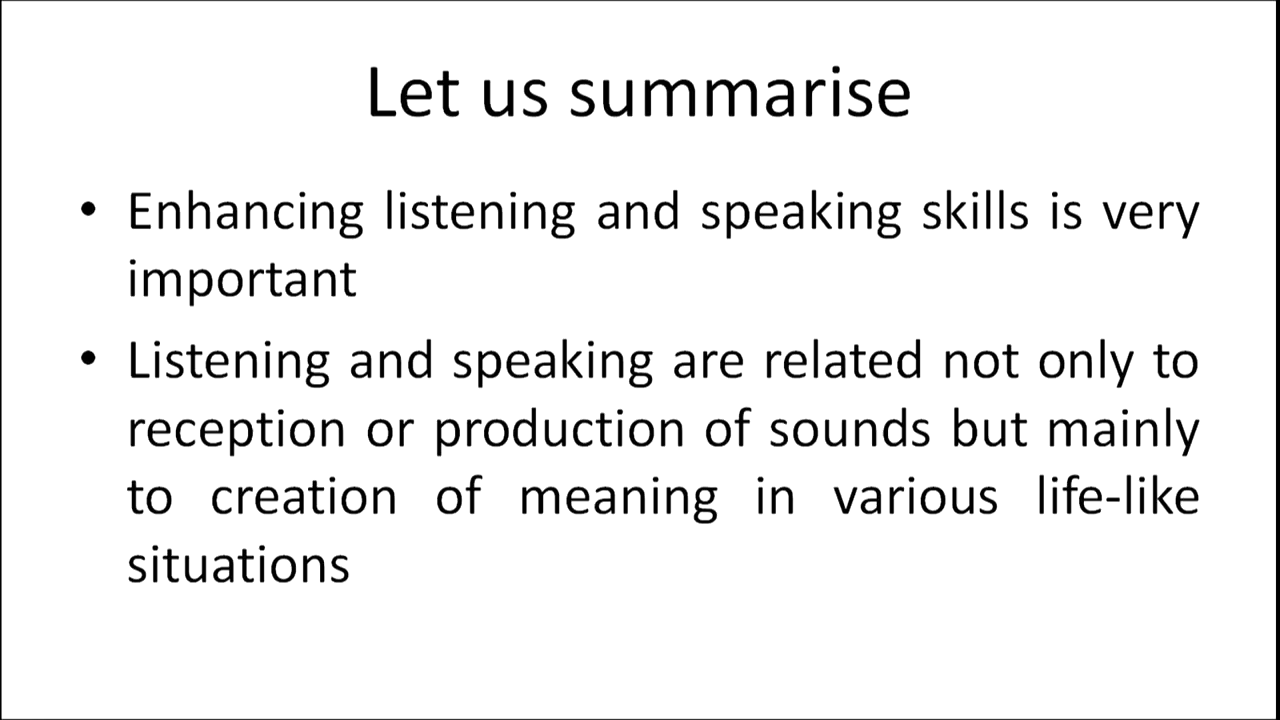 Let us summarise
• Enhancing listening and speaking skills is very
important
• Listening and speaking are related not only to
reception or production of sounds but mainly
to creation of meaning in various life-like
situations